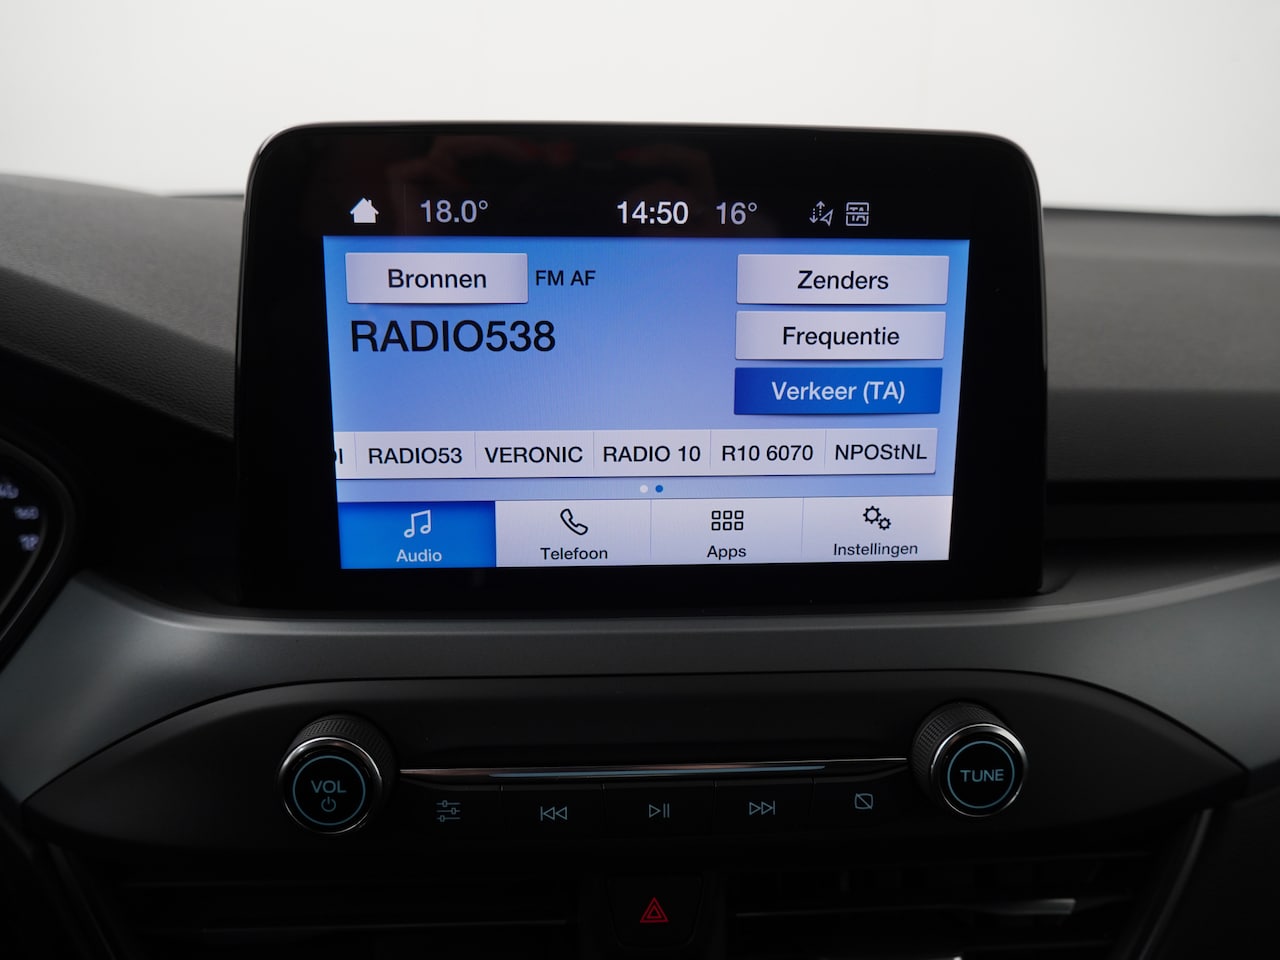 18.0° 14:50 16°
Bronnen FM AF Zenders
RADIO538
Frequentie
Verkeer (TA)
RADIO53 VERONIC RADIO 10 R10 6070 NPOStNL
Audio Telefoon Apps Instellingen
VOL TUNE